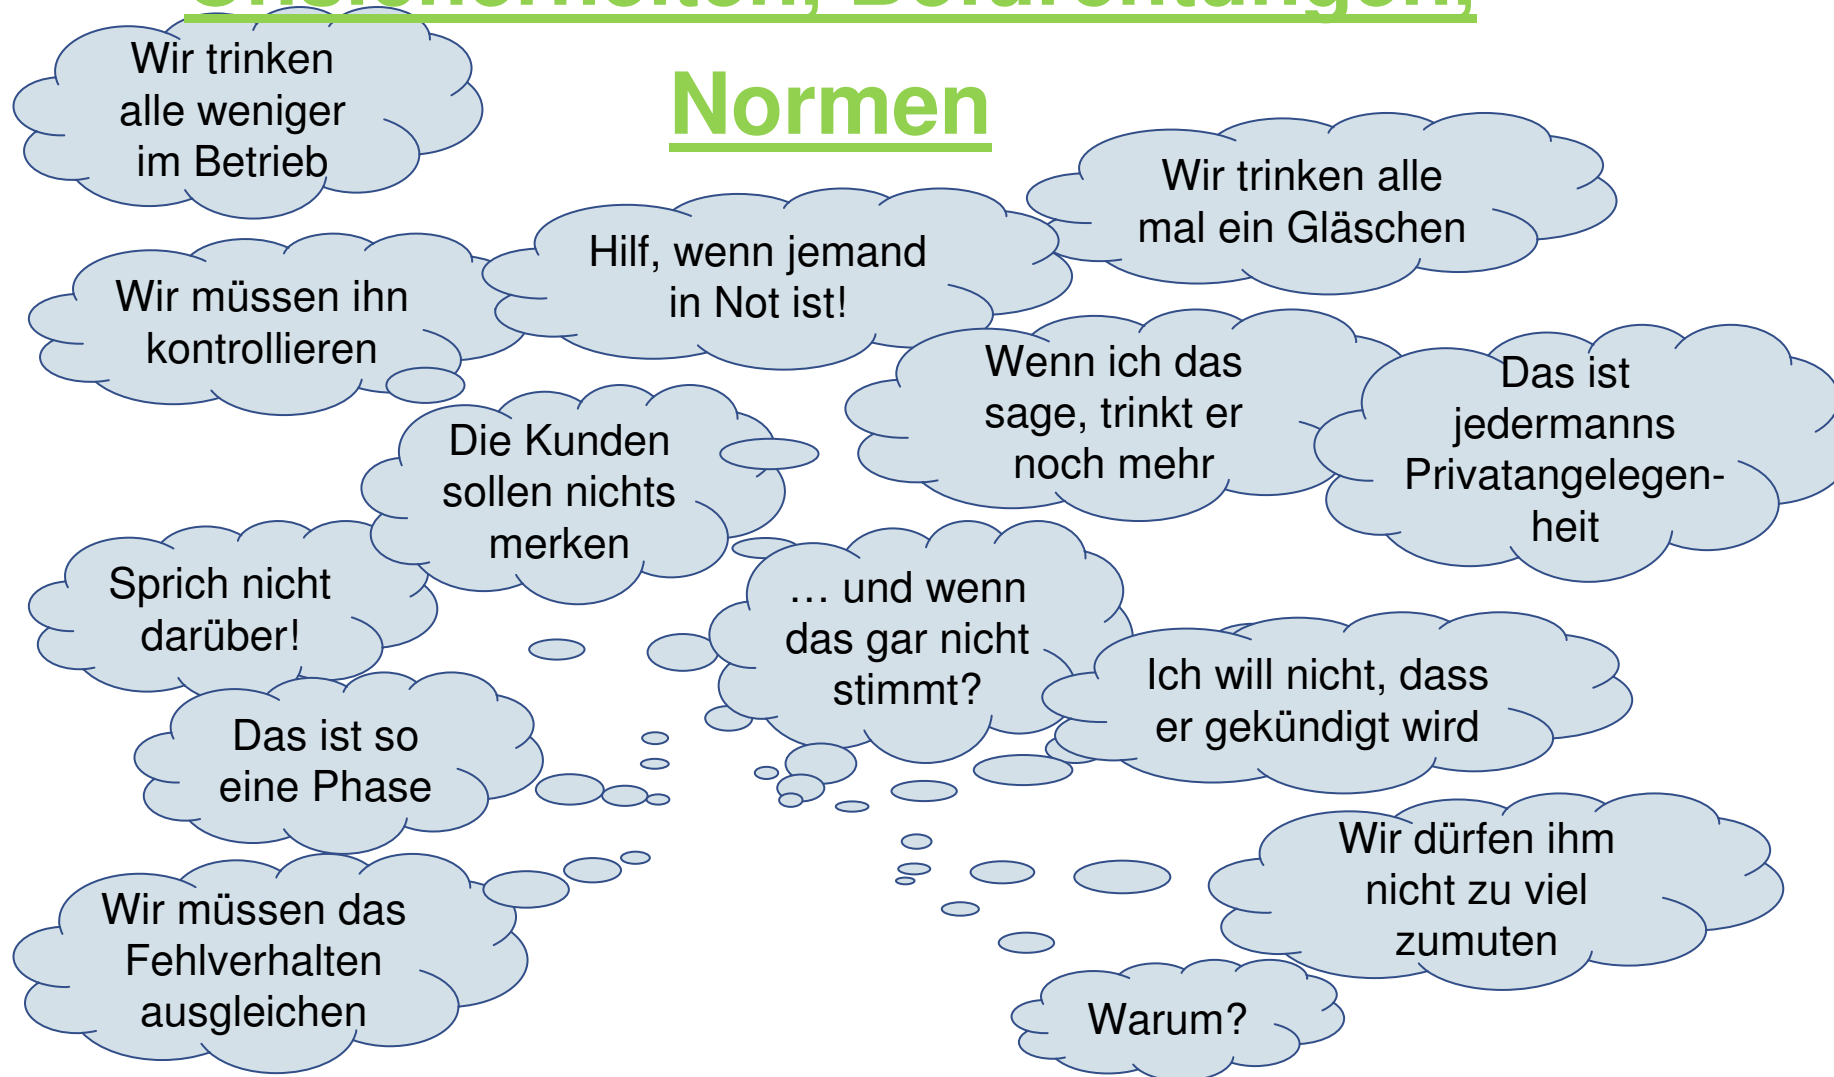 Unsicherheiten, Befürchtungen,
Normen
Wir trinken
alle weniger
im Betrieb
Wir trinken alle
mal ein Gläschen
Hilf, wenn jemand
in Not ist!
Wir müssen ihn
kontrollieren
Wenn ich das
sage, trinkt er
noch mehr
Das ist
jedermanns
Privatangelegen-
heit
Die Kunden
sollen nichts
merken
Sprich nicht
darüber!
… und wenn
das gar nicht
stimmt?
Ich will nicht, dass
er gekündigt wird
Das ist so
eine Phase
Wir dürfen ihm
nicht zu viel
zumuten
Wir müssen das
Fehlverhalten
ausgleichen
Warum?